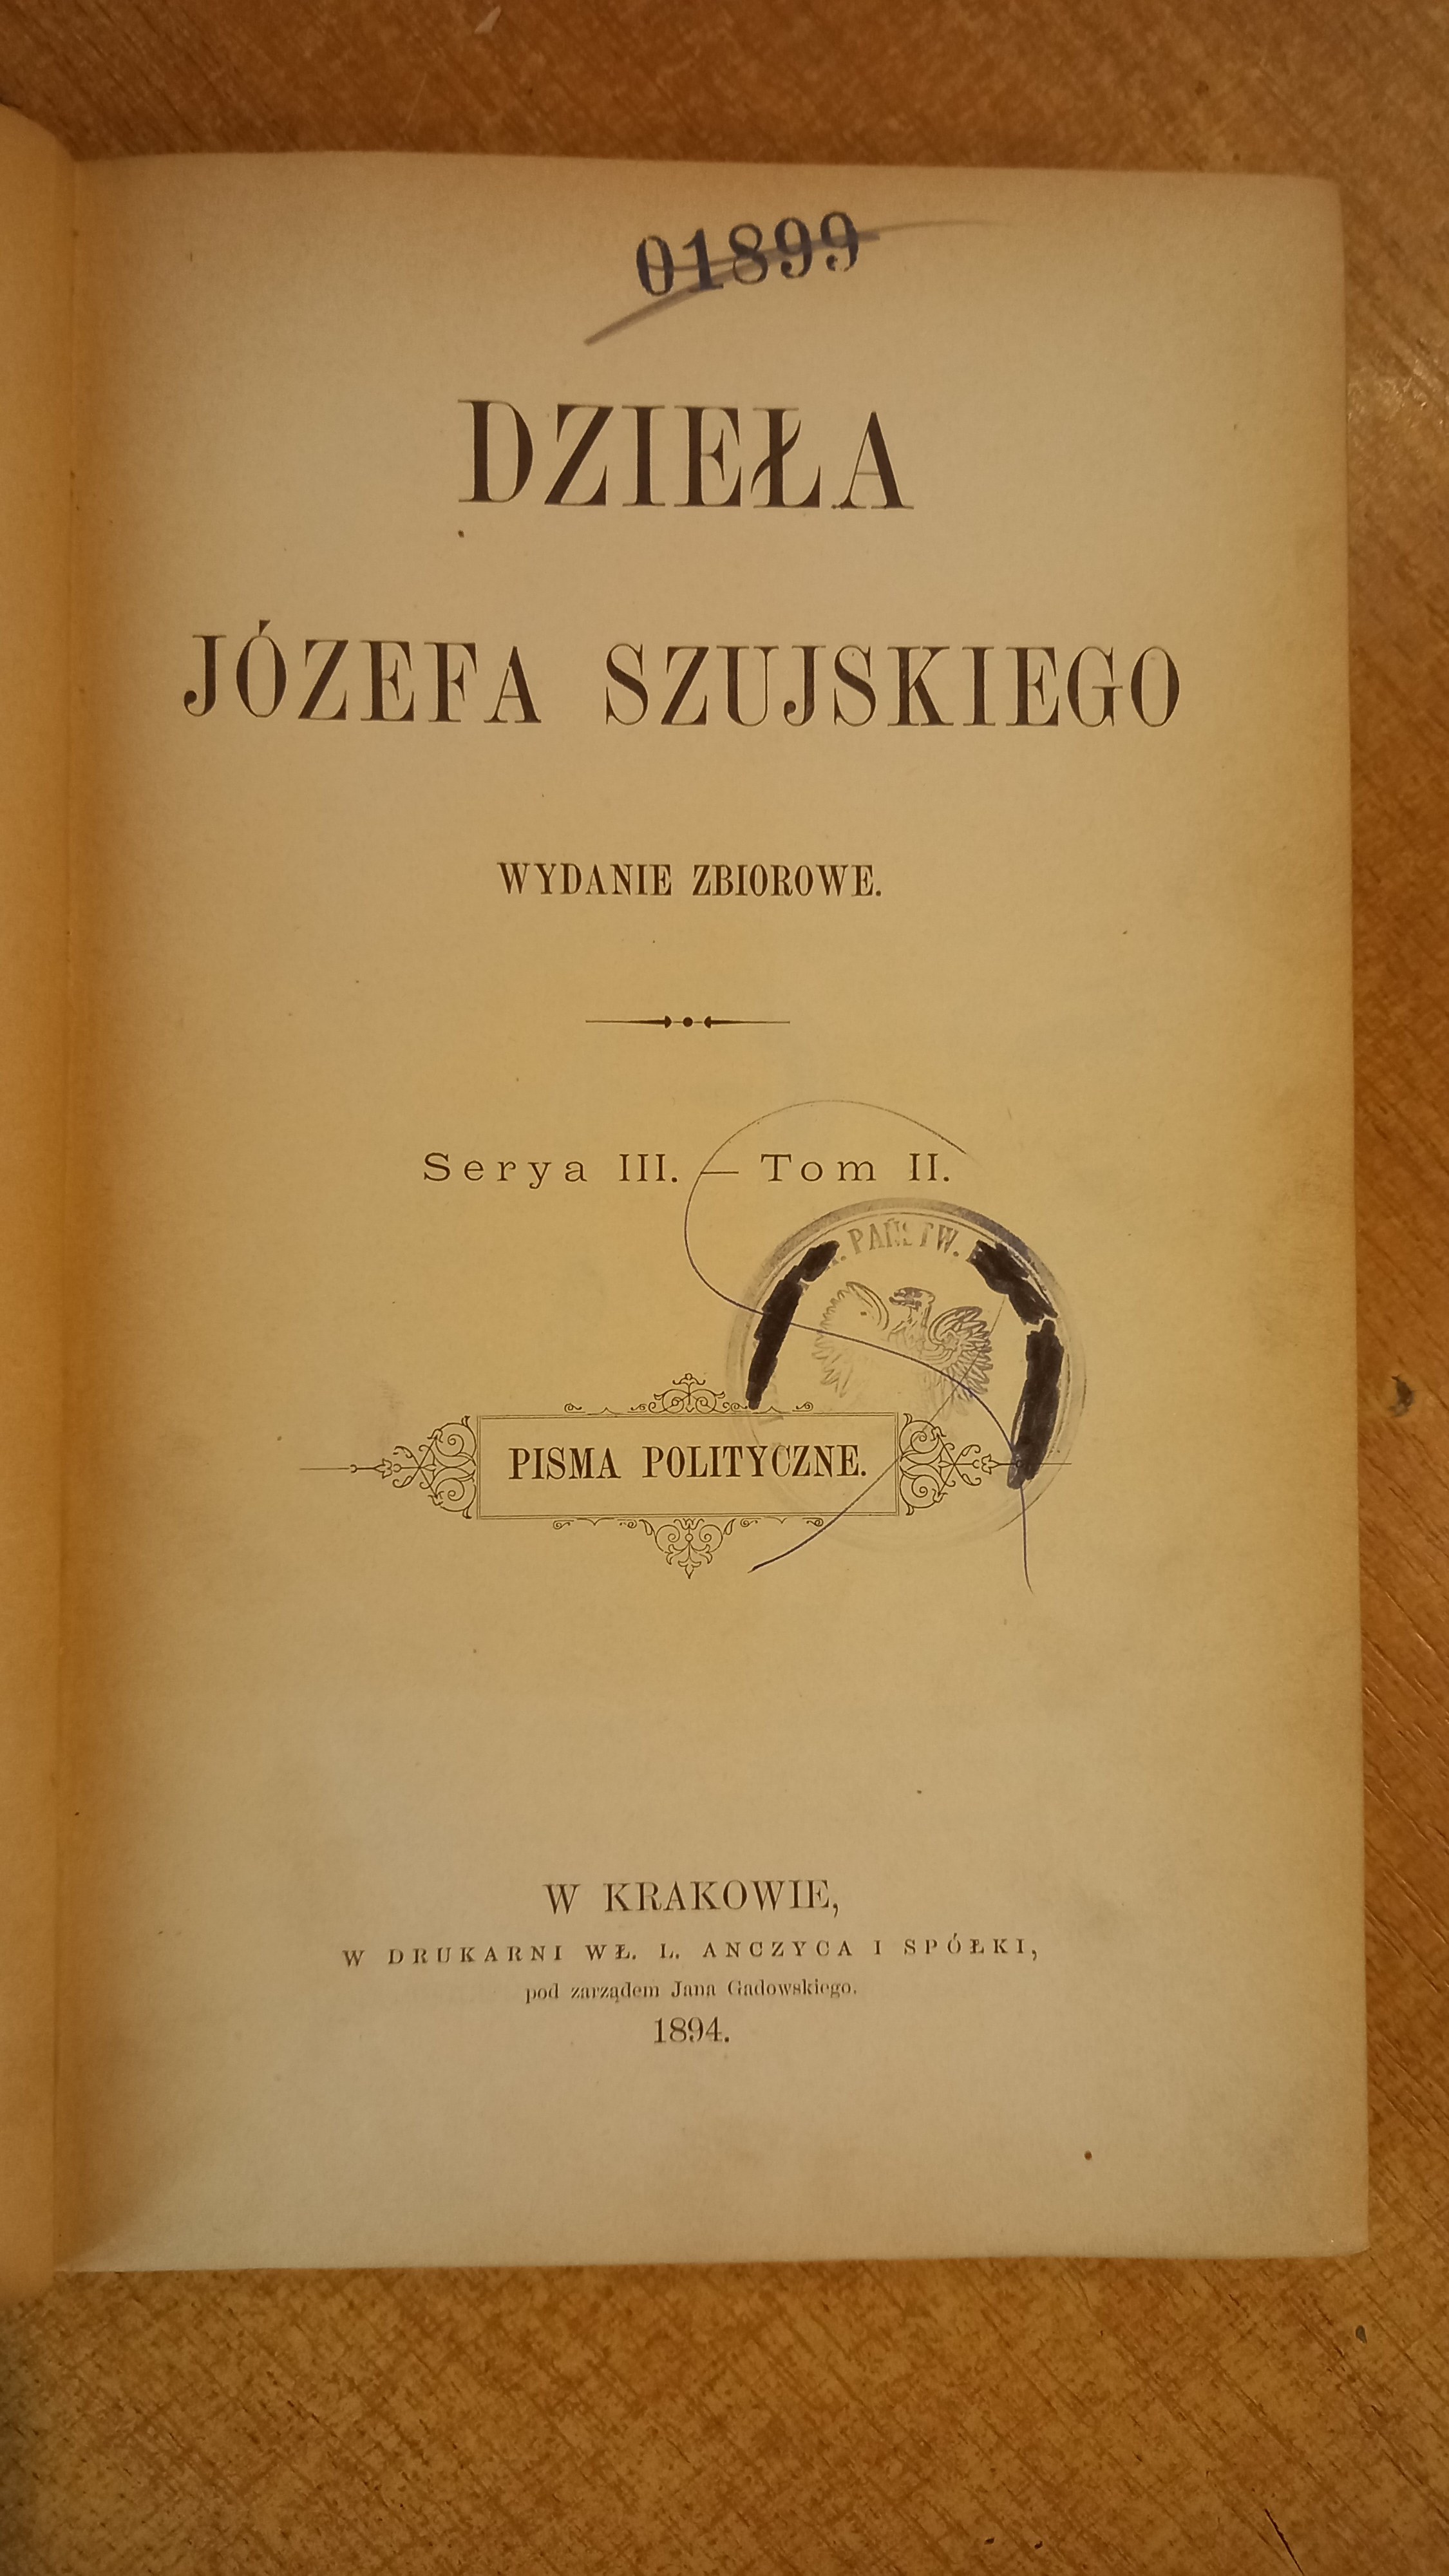 01899
DZIEŁA
JÓZEFA SZUJSKIEGO
WYDANIE ZBIOROWE.
Serya III. — Tom II.
PAŃSTW.
PISMA POLITYCZNE.
W KRAKOWIE,
W DRUKARNI WŁ. L. ANCZYCA I SPÓŁKI,
pod zarządem Jana Gadowskiego.
1894.